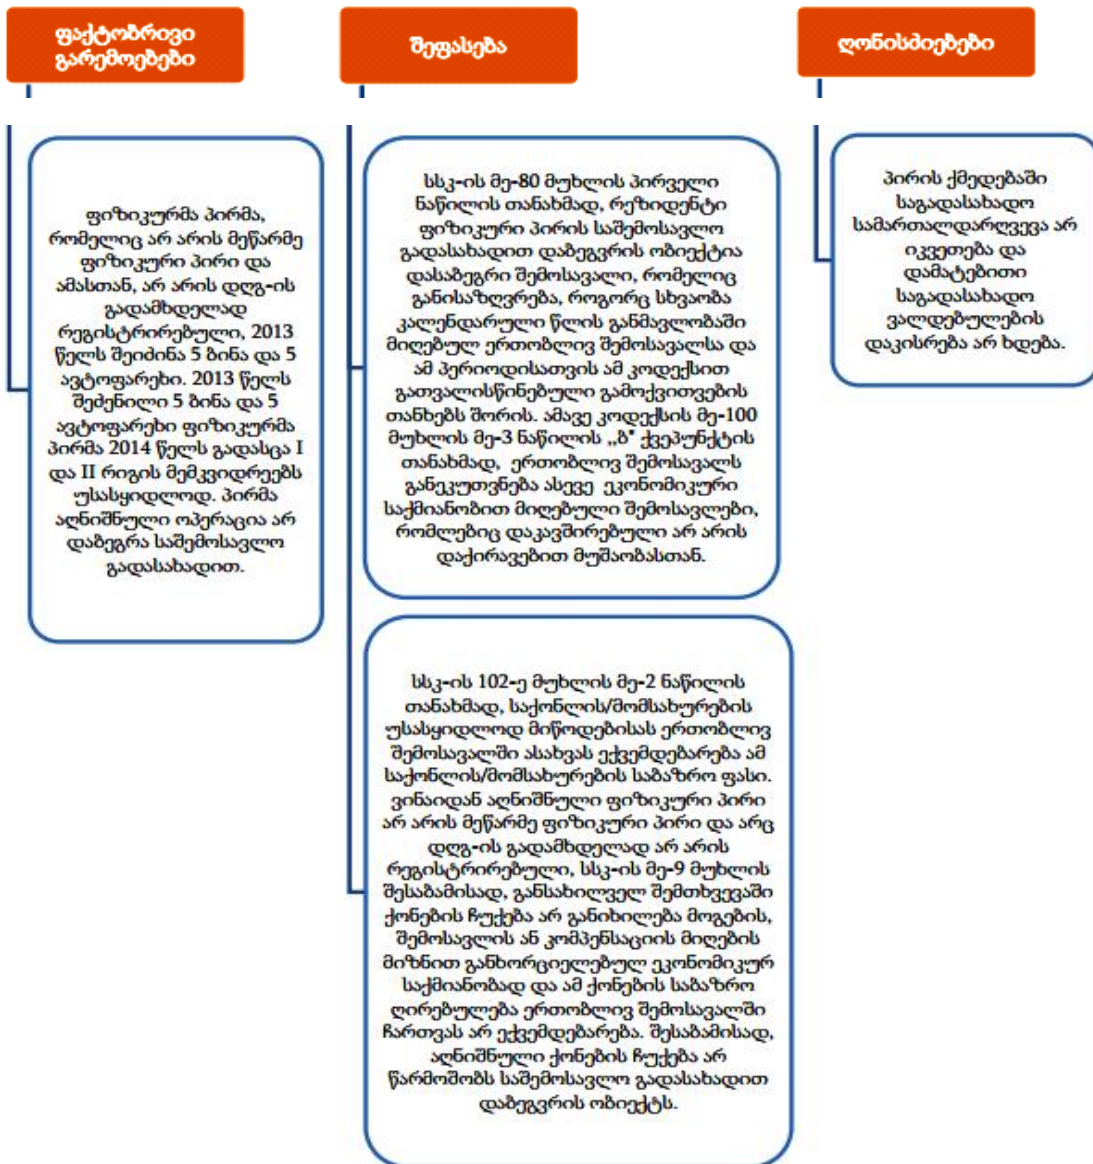 ფაქტობრივი
გარემოებები
ფიზიკურმა პირმა,
რომელიც არ არის მეწარმე
ფიზიკური პირი და
ამასთან, არ არის დღგ-ის
გადამხდელად
რეგისტრირებული, 2013
წელს შეიძინა 5 ბინა და 5
ავტოფარეხი. 2013 წელს
შეძენილი 5 ბინა და 5
ავტოფარეხი ფიზიკურმა
პირმა 2014 წელს გადასცა I
და II რიგის მემკვიდრეებს
უსასყიდლოდ. პირმა
აღნიშნული ოპერაცია არ
დაბეგრა საშემოსავლო
გადასახადით.
შეფასება
სსკ-ის მე-80 მუხლის პირველი
ნაწილის თანახმად, რეზიდენტი
ფიზიკური პირის საშემოსავლო
გადასახადით დაბეგვრის ობიექტია
დასაბეგრი შემოსავალი, რომელიც
განისაზღვრება, როგორც სხვაობა
კალენდარული წლის განმავლობაში
მიღებულ ერთობლივ შემოსავალსა და
ამ პერიოდისათვის ამ კოდექსით
გათვალისწინებული გამოქვითვების
თანხებს შორის. ამავე კოდექსის მე-100
მუხლის მე-3 ნაწილის „ბ" ქვეპუნქტის
თანახმად, ერთობლივ შემოსავალს
განეკუთვნება ასევე ეკონომიკური
საქმიანობით მიღებული შემოსავლები,
რომლებიც დაკავშირებული არ არის
დაქირავებით მუშაობასთან.
სსკ-ის 102-ე მუხლის მე-2 ნაწილის
თანახმად, საქონლის/მომსახურების
უსასყიდლოდ მიწოდებისას ერთობლივ
შემოსავალში ასახვას ექვემდებარება ამ
საქონლის/მომსახურების საბაზრო ფასი.
ვინაიდან აღნიშნული ფიზიკური პირი
არ არის მეწარმე ფიზიკური პირი და არც
დღგ-ის გადამხდელად არ არის
რეგისტრირებული, სსკ-ის მე-9 მუხლის
შესაბამისად, განსახილველ შემთხვევაში
ქონების ჩუქება არ განიხილება მოგების,
შემოსავლის ან კომპენსაციის მიღების
მიზნით განხორციელებულ ეკონომიკურ
საქმიანობად და ამ ქონების საბაზრო
ღირებულება ერთობლივ შემოსავალში
ჩართვას არ ექვემდებარება. შესაბამისად,
აღნიშნული ქონების ჩუქება არ
წარმოშობს საშემოსავლო გადასახადით
დაბეგვრის ობიექტს.
ღონისძიებები
პირის ქმედებაში
საგადასახადო
სამართალდარღვევა არ
იკვეთება და
დამატებითი
საგადასახადო
ვალდებულების
დაკისრება არ ხდება.